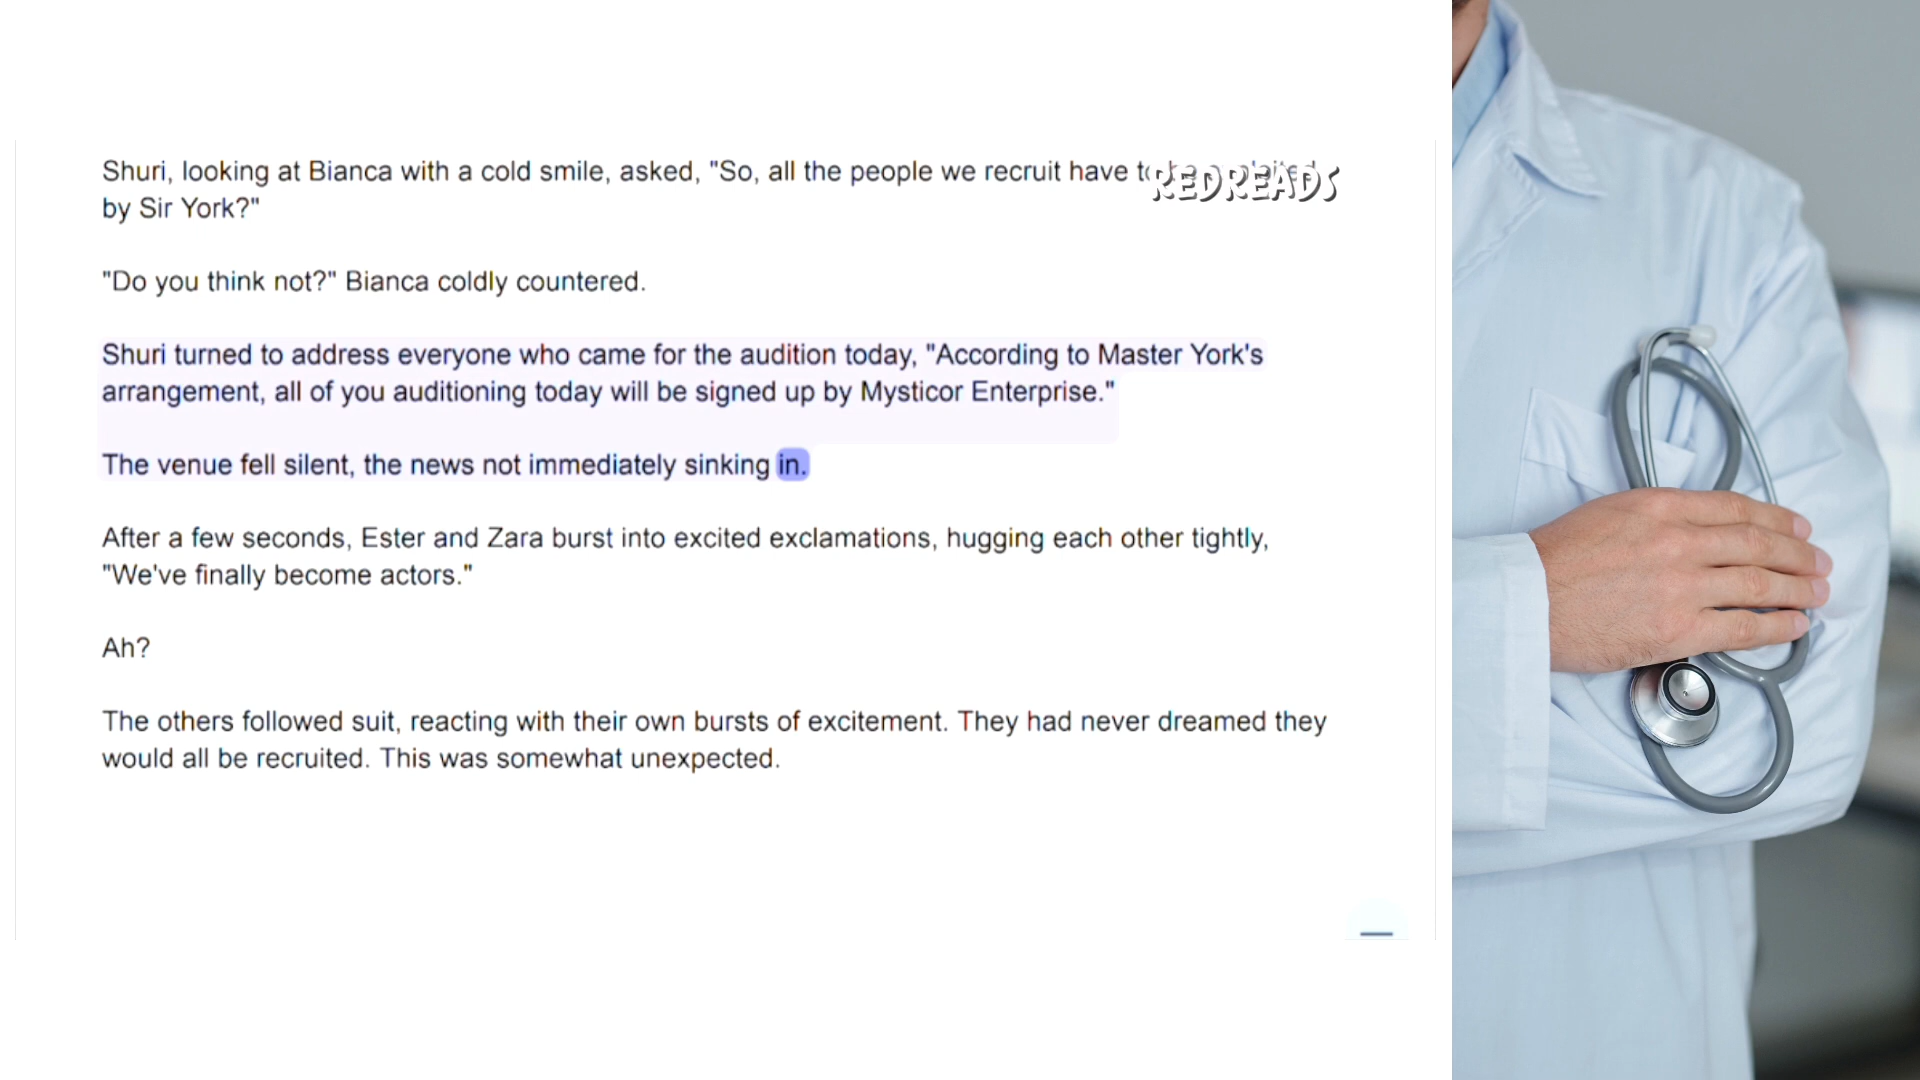 Shuri, looking at Bianca with a cold smile, asked, "So, all the people we recruit have
REDREADS
by Sir York?"
"Do you think not?" Bianca coldly countered.
Shuri turned to address everyone who came for the audition today, "According to Master York's
arrangement, all of you auditioning today will be signed up by Mysticor Enterprise."
The venue fell silent, the news not immediately sinking in.
After a few seconds, Ester and Zara burst into excited exclamations, hugging each other tightly,
"We've finally become actors."
Ah?
The others followed suit, reacting with their own bursts of excitement. They had never dreamed they
would all be recruited. This was somewhat unexpected.